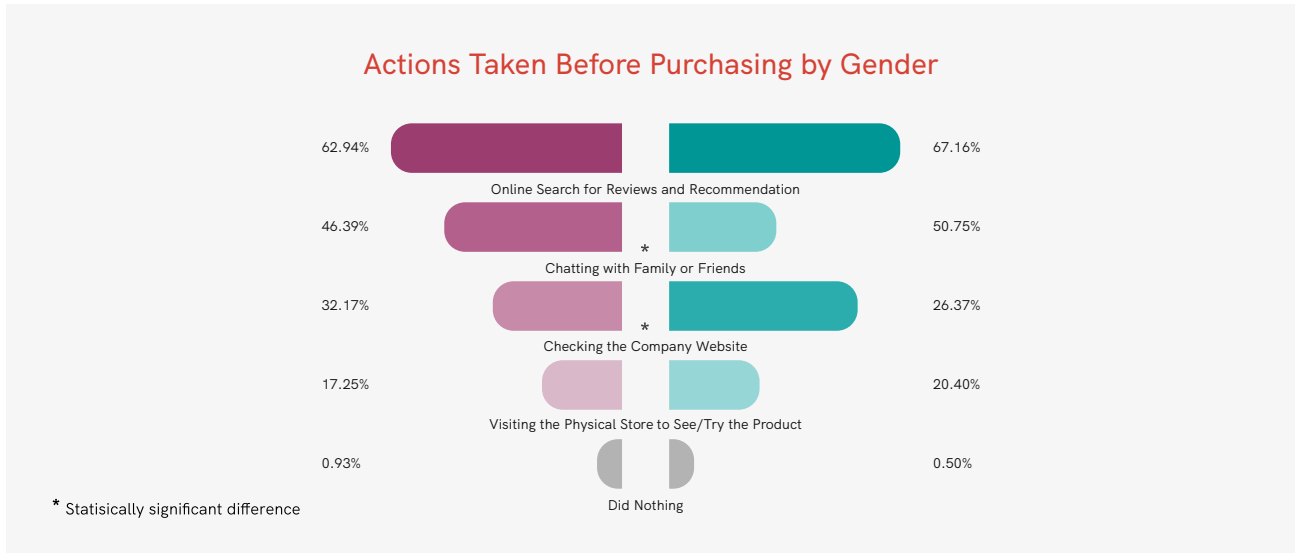 Actions Taken Before Purchasing by Gender
62.94% 67.16%
Online Search for Reviews and Recommendation
46.39% 50.75%
*
Chatting with Family or Friends
32.17% 26.37%
*
Checking the Company Website
17.25% 20.40%
Visiting the Physical Store to See/Try the Product
0.93% 0.50%
Did Nothing
* Statisically significant difference